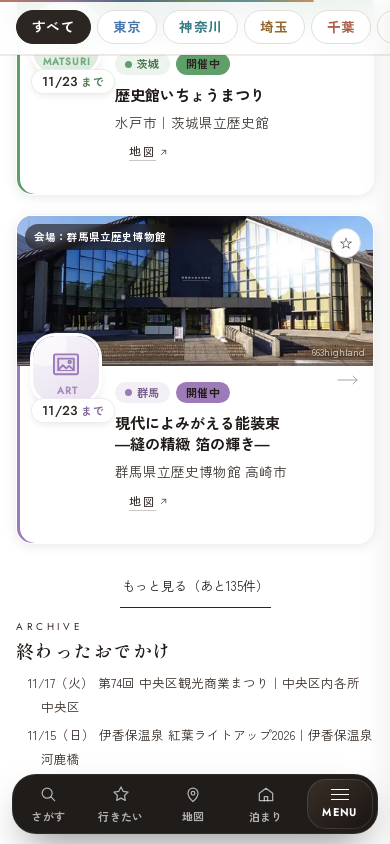 すべて
東京
神奈川
埼玉
千葉
MATSURI
11/23 まで
茨城
開催中
歴史館いちょうまつり
水戸市｜茨城県立歴史館
地図 ↗
会場：群馬県立歴史博物館
☆
663highland
ART
11/23 まで
群馬
開催中
現代によみがえる能装束
―縫の精緻 箔の輝き―
群馬県立歴史博物館 高崎市
地図 ↗
もっと見る（あと135件）
ARCHIVE
終わったおでかけ
11/17（火） 第74回 中央区観光商業まつり｜中央区内各所
中央区
11/15（日） 伊香保温泉 紅葉ライトアップ2026｜伊香保温泉
河鹿橋
さがす
行きたい
地図
泊まり
MENU